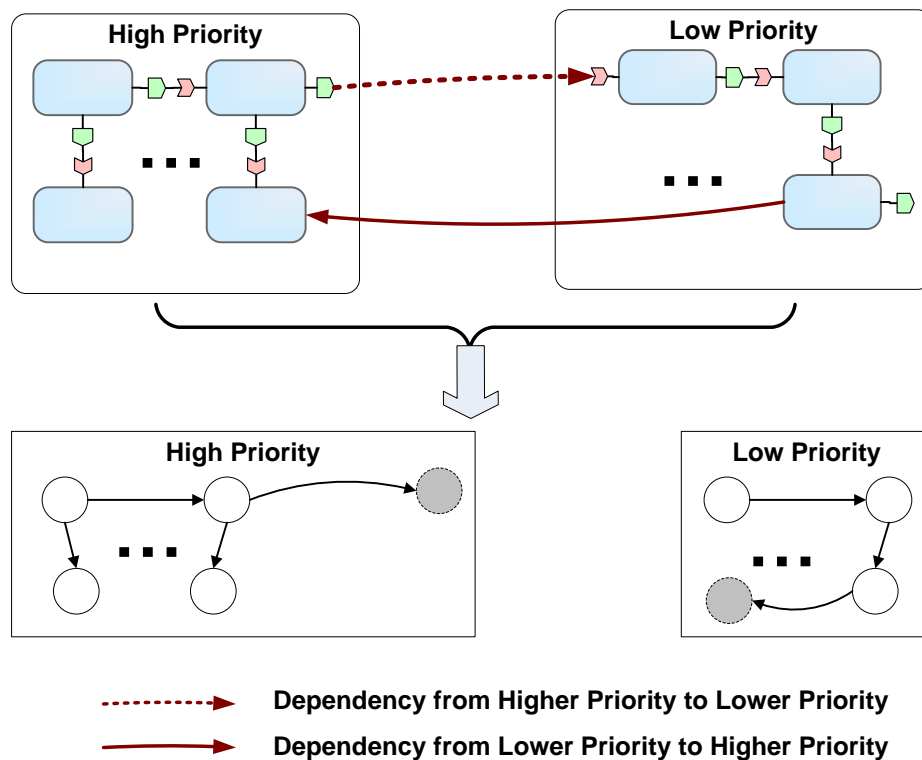 High Priority
Low Priority
High Priority
Low Priority
Dependency from Higher Priority to Lower Priority
Dependency from Lower Priority to Higher Priority